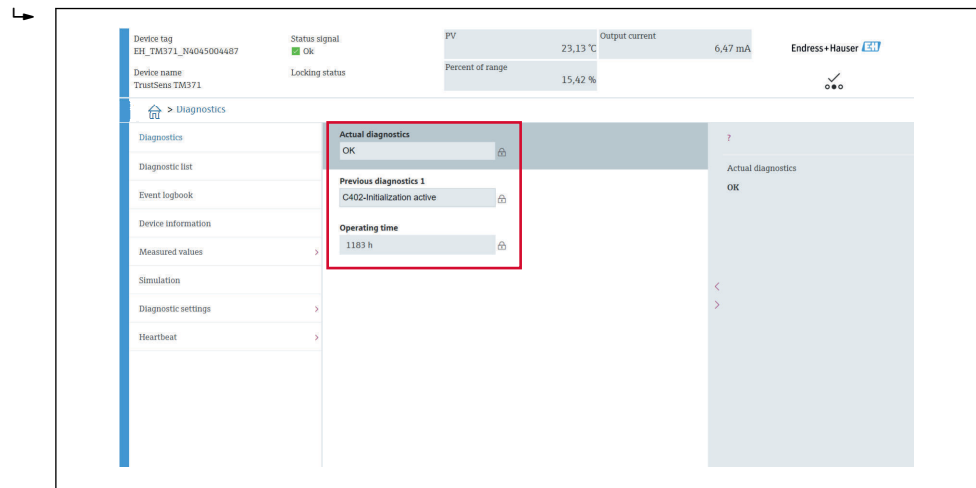 Device tag
EH_TM371_N4045004487
Status signal
Ok
PV
23,13 °C
Output current
6,47 mA
Endress+Hauser EH
Device name
TrustSens TM371
Locking status
Percent of range
15,42 %
> Diagnostics
Diagnostics
Diagnostic list
Event logbook
Device information
Measured values >
Simulation
Diagnostic settings >
Heartbeat >
Actual diagnostics
OK
Previous diagnostics 1
C402-Initialization active
Operating time
1183 h
?
Actual diagnostics
OK
<
>